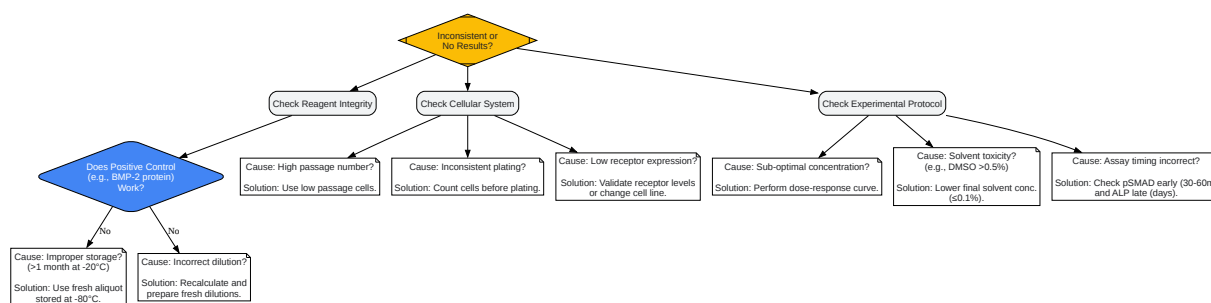 Inconsistent or
No Results?
Check Reagent Integrity
Check Cellular System
Check Experimental Protocol
Does Positive Control
(e.g., BMP-2 protein)
Work?
Cause: High passage number?
Solution: Use low passage cells.
Cause: Inconsistent plating?
Solution: Count cells before plating.
Cause: Low receptor expression?
Solution: Validate receptor levels
or change cell line.
Cause: Sub-optimal concentration?
Solution: Perform dose-response curve.
Cause: Solvent toxicity?
(e.g., DMSO >0.5%)
Solution: Lower final solvent conc.
(≤0.1%).
Cause: Assay timing incorrect?
Solution: Check pSMAD early (30-60m
and ALP late (days).
No
No
Cause: Improper storage?
(>1 month at -20°C)
Solution: Use fresh aliquot
stored at -80°C.
Cause: Incorrect dilution?
Solution: Recalculate and
prepare fresh dilutions.